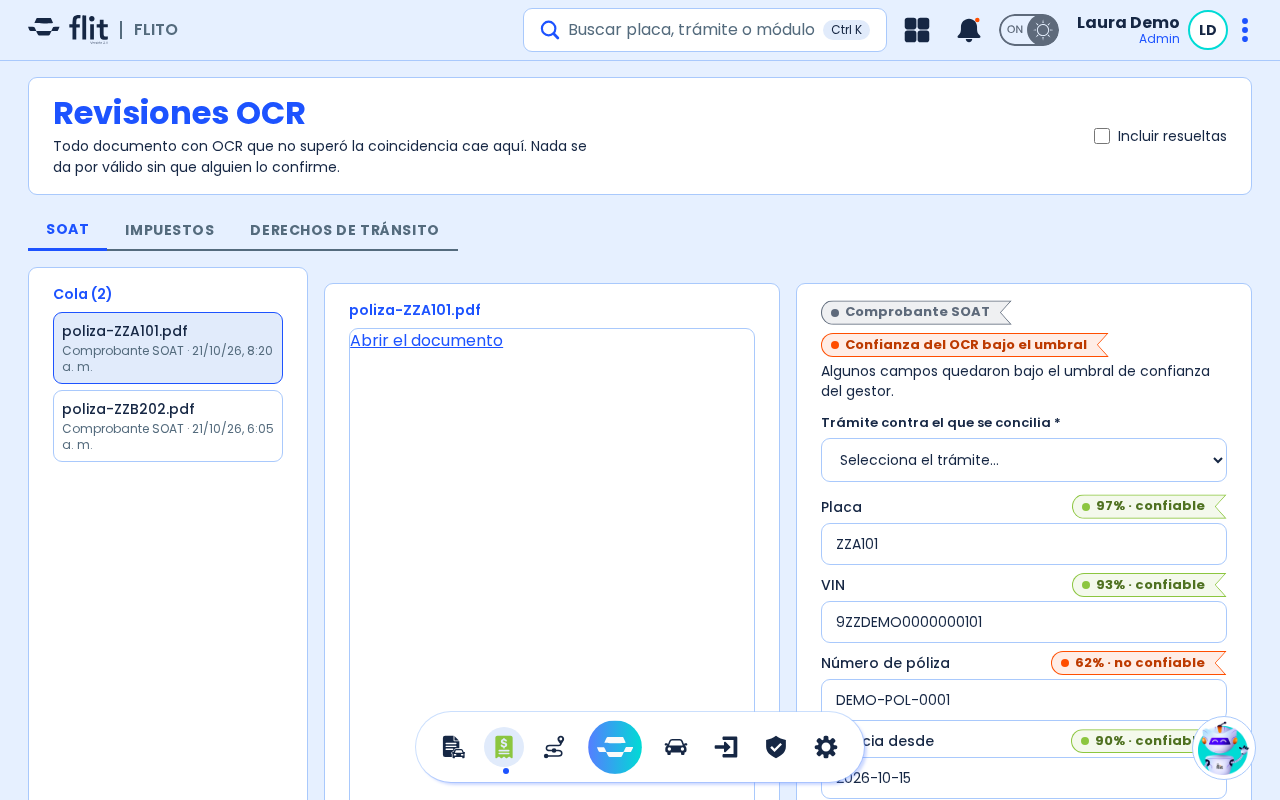 flit | FLITO
Buscar placa, trámite o módulo Ctrl K
ON
Laura Demo
Admin
LD
Revisiones OCR
Todo documento con OCR que no superó la coincidencia cae aquí. Nada se
da por válido sin que alguien lo confirme.
Incluir resueltas
SOAT
IMPUESTOS
DERECHOS DE TRÁNSITO
Cola (2)
poliza-ZZA101.pdf
Comprobante SOAT · 21/10/26, 8:20
a. m.
poliza-ZZB202.pdf
Comprobante SOAT · 21/10/26, 6:05
a. m.
poliza-ZZA101.pdf
Abrir el documento
Comprobante SOAT
Confianza del OCR bajo el umbral
Algunos campos quedaron bajo el umbral de confianza
del gestor.
Trámite contra el que se concilia *
Selecciona el trámite...
Placa
97% · confiable
ZZA101
VIN
93% · confiable
9ZZDEMO0000000101
Número de póliza
62% · no confiable
DEMO-POL-0001
cia desde
90% · confiab
2026-10-15